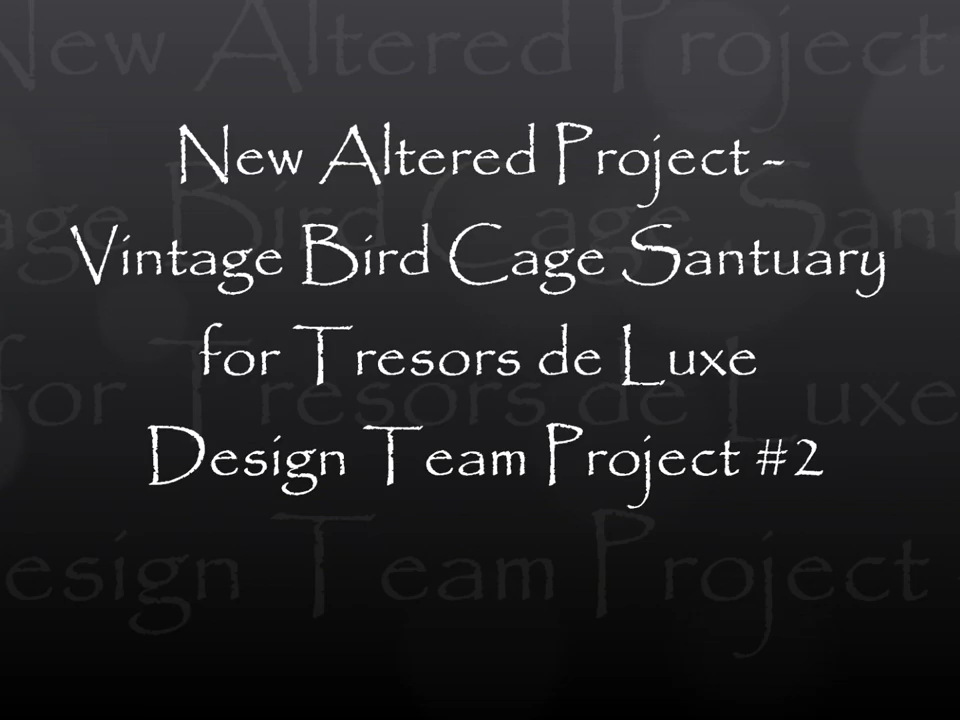 New Altered Project -
Vintage Bird Cage Santuary
for Tresors de Luxe
Design Team Project #2